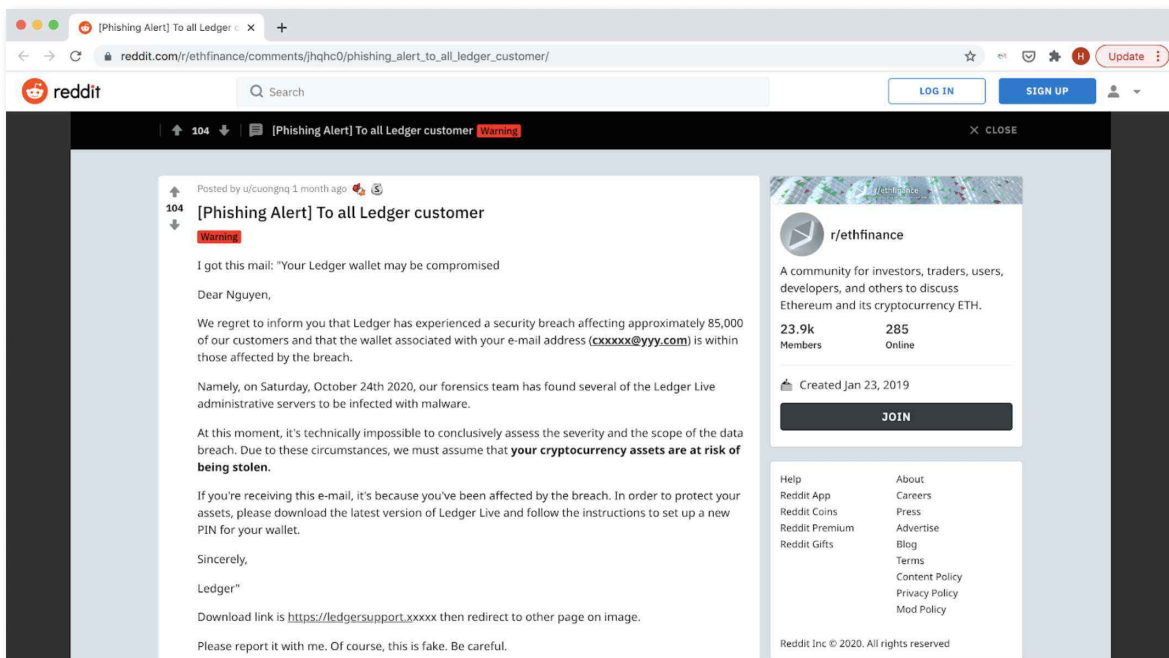 [Phishing Alert] To all Ledger c
reddit.com/r/ethfinance/comments/jhqhc0/phishing_alert_to_all_ledger_customer/
H
Update
reddit
Search
LOG IN
SIGN UP
104
[Phishing Alert] To all Ledger customer
Warning
CLOSE
Posted by u/cuongnq 1 month ago
104
[Phishing Alert] To all Ledger customer
Warning
I got this mail: "Your Ledger wallet may be compromised
Dear Nguyen,
We regret to inform you that Ledger has experienced a security breach affecting approximately 85,000
of our customers and that the wallet associated with your e-mail address (cxxxxx@yyy.com) is within
those affected by the breach.
Namely, on Saturday, October 24th 2020, our forensics team has found several of the Ledger Live
administrative servers to be infected with malware.
At this moment, it's technically impossible to conclusively assess the severity and the scope of the data
breach. Due to these circumstances, we must assume that your cryptocurrency assets are at risk of
being stolen.
If you're receiving this e-mail, it's because you've been affected by the breach. In order to protect your
assets, please download the latest version of Ledger Live and follow the instructions to set up a new
PIN for your wallet.
Sincerely,
Ledger"
Download link is https://ledgersupport.xxxxx then redirect to other page on image.
Please report it with me. Of course, this is fake. Be careful.
r/ethfinance
r/ethfinance
A community for investors, traders, users,
developers, and others to discuss
Ethereum and its cryptocurrency ETH.
23.9k
Members
285
Online
Created Jan 23, 2019
JOIN
Help
Reddit App
Reddit Coins
Reddit Premium
Reddit Gifts
About
Careers
Press
Advertise
Blog
Terms
Content Policy
Privacy Policy
Mod Policy
Reddit Inc © 2020. All rights reserved